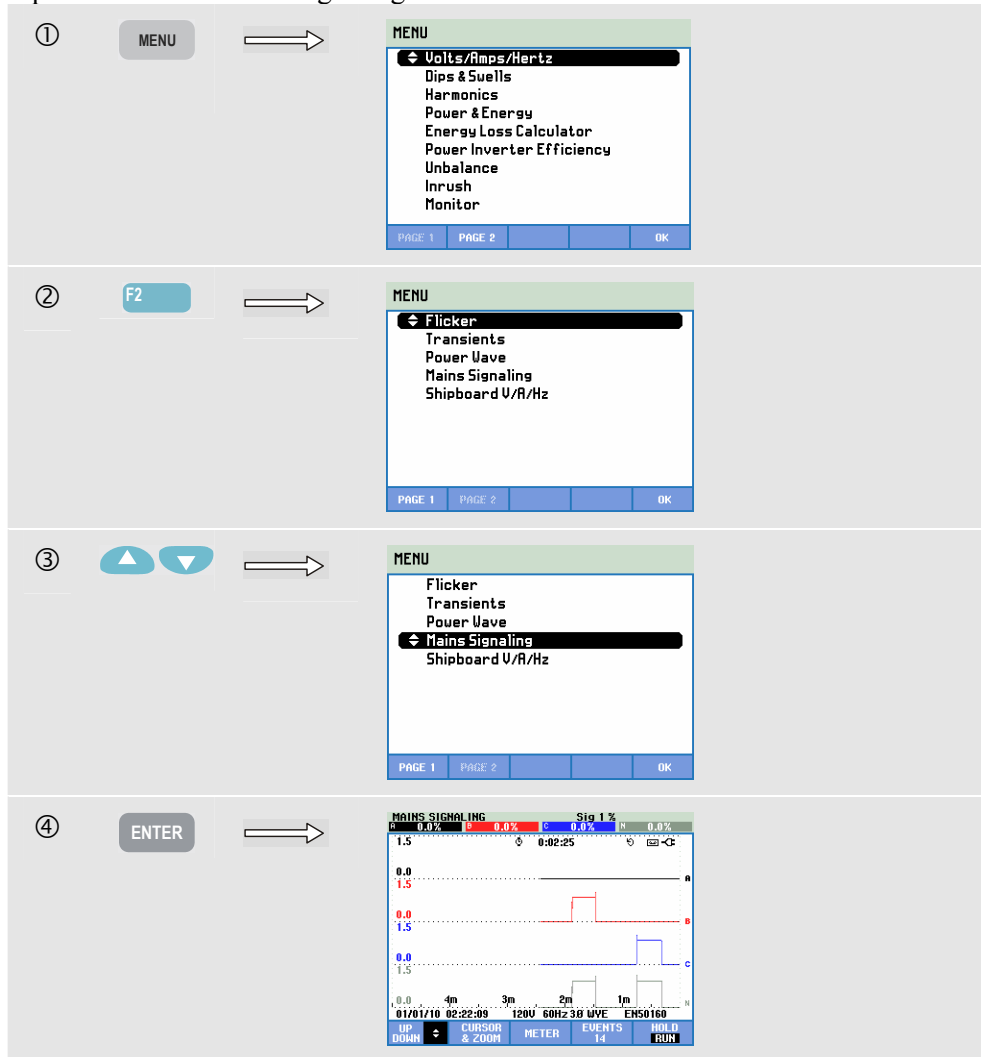 ①
MENU
MENU
Volts/Amps/Hertz
Dips & Swells
Harmonics
Power & Energy
Energy Loss Calculator
Power Inverter Efficiency
Unbalance
Inrush
Monitor
PAGE 1 PAGE 2 OK
②
F2
MENU
Flicker
Transients
Power Wave
Mains Signaling
Shipboard V/A/Hz
PAGE 1 PAGE 2 OK
③
MENU
Flicker
Transients
Power Wave
Mains Signaling
Shipboard V/A/Hz
PAGE 1 PAGE 2 OK
④
ENTER
MAINS SIGNALING Sig 1 %
A 0.0% B 0.0% C 0.0% N 0.0%
1.5 0:02:25
0.0 A
1.5
0.0 B
1.5
0.0 C
1.5
0.0 4m 3m 2m 1m N
01/01/10 02:22:09 120V 60Hz 3Ø WYE EN50160
UP DOWN CURSOR & ZOOM METER EVENTS 14 HOLD RUN